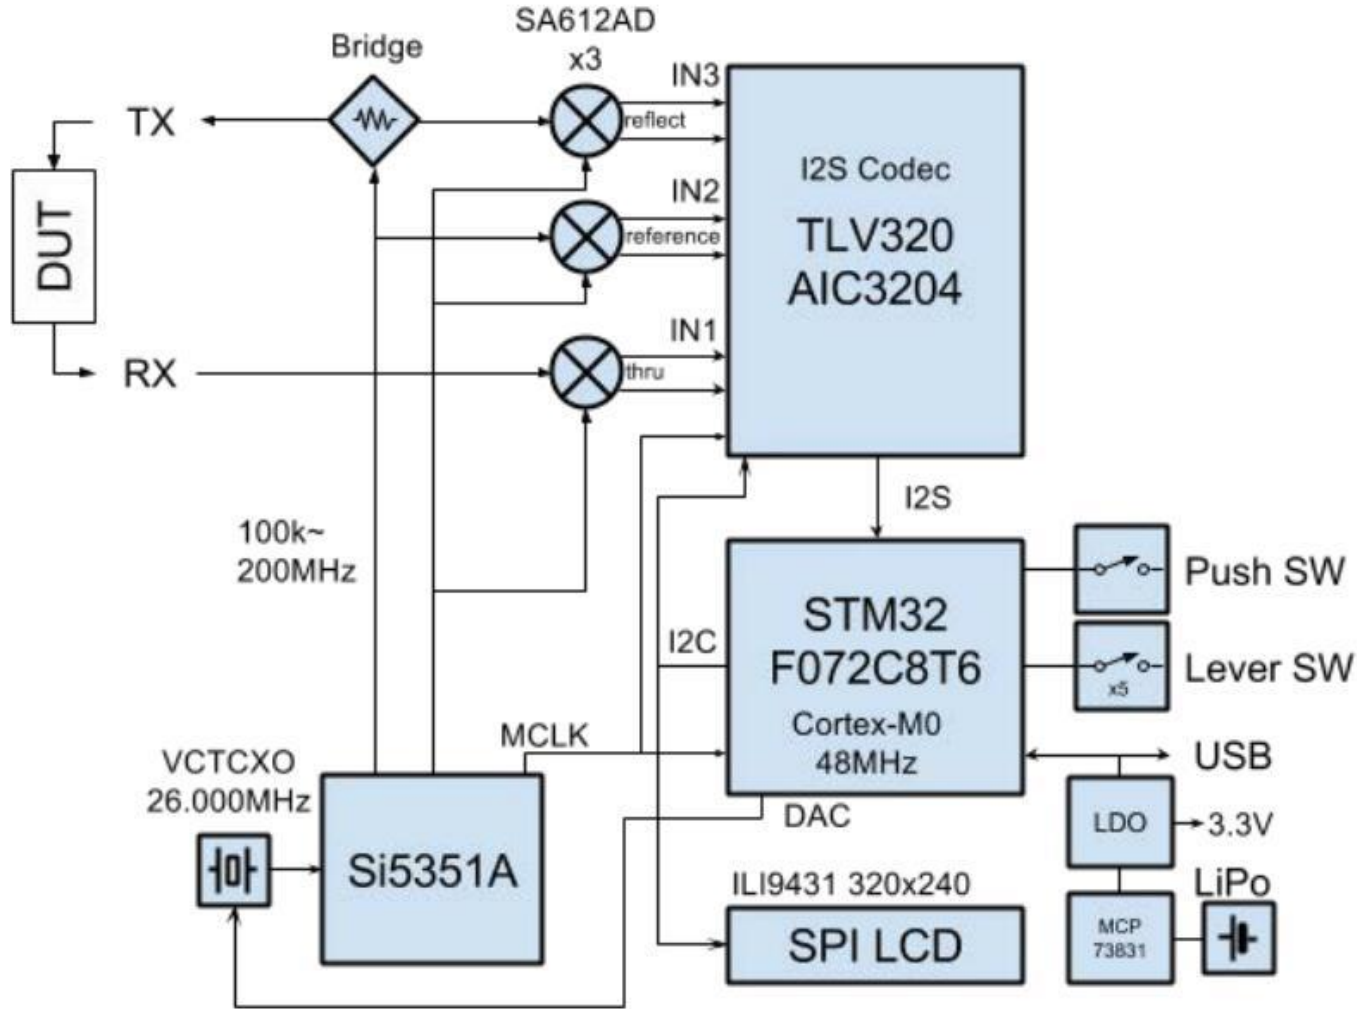 SA612AD
x3
Bridge
IN3
TX
reflect
I2S Codec
IN2
TLV320
AIC3204
reference
DUT
IN1
RX
thru
I2S
100k~
200MHz
Push SW
STM32
F072C8T6
I2C
Lever SW
x5
Cortex-M0
48MHz
MCLK
VCTCXO
26.000MHz
USB
DAC
LDO
3.3V
Si5351A
ILI9431 320x240
LiPo
SPI LCD
MCP
73831